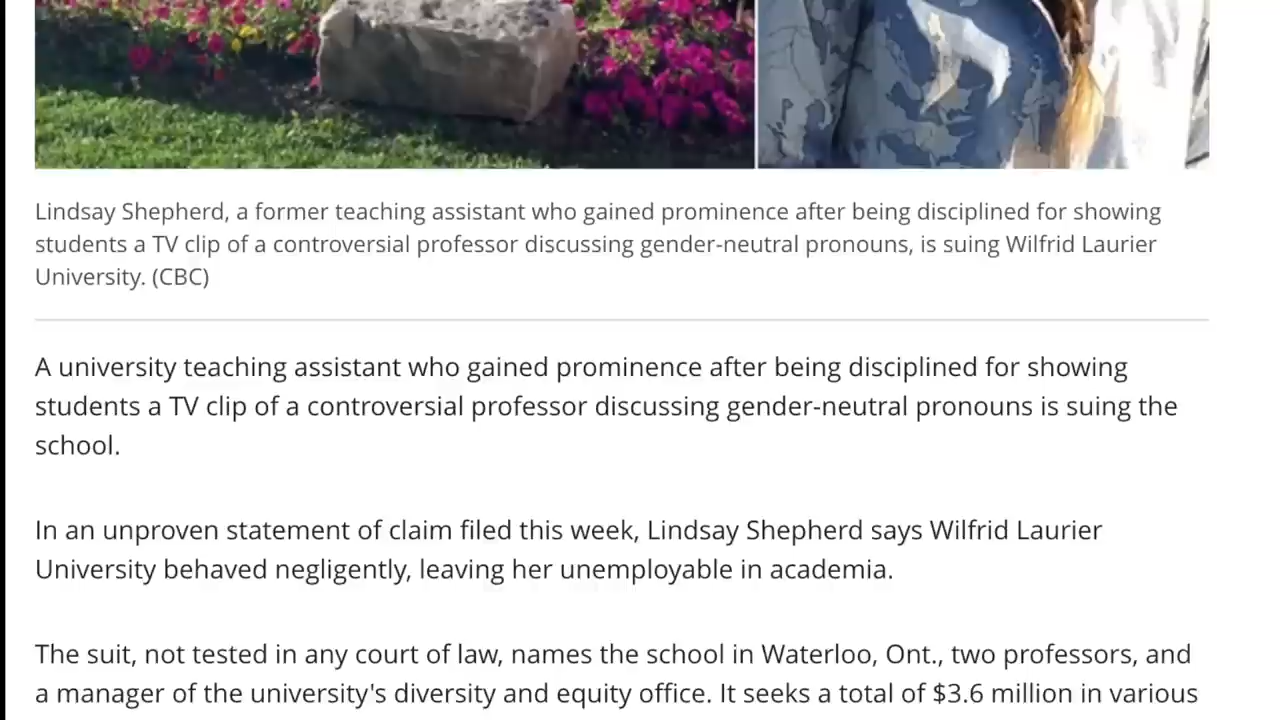 Lindsay Shepherd, a former teaching assistant who gained prominence after being disciplined for showing
students a TV clip of a controversial professor discussing gender-neutral pronouns, is suing Wilfrid Laurier
University. (CBC)
A university teaching assistant who gained prominence after being disciplined for showing
students a TV clip of a controversial professor discussing gender-neutral pronouns is suing the
school.
In an unproven statement of claim filed this week, Lindsay Shepherd says Wilfrid Laurier
University behaved negligently, leaving her unemployable in academia.
The suit, not tested in any court of law, names the school in Waterloo, Ont., two professors, and
a manager of the university's diversity and equity office. It seeks a total of $3.6 million in various